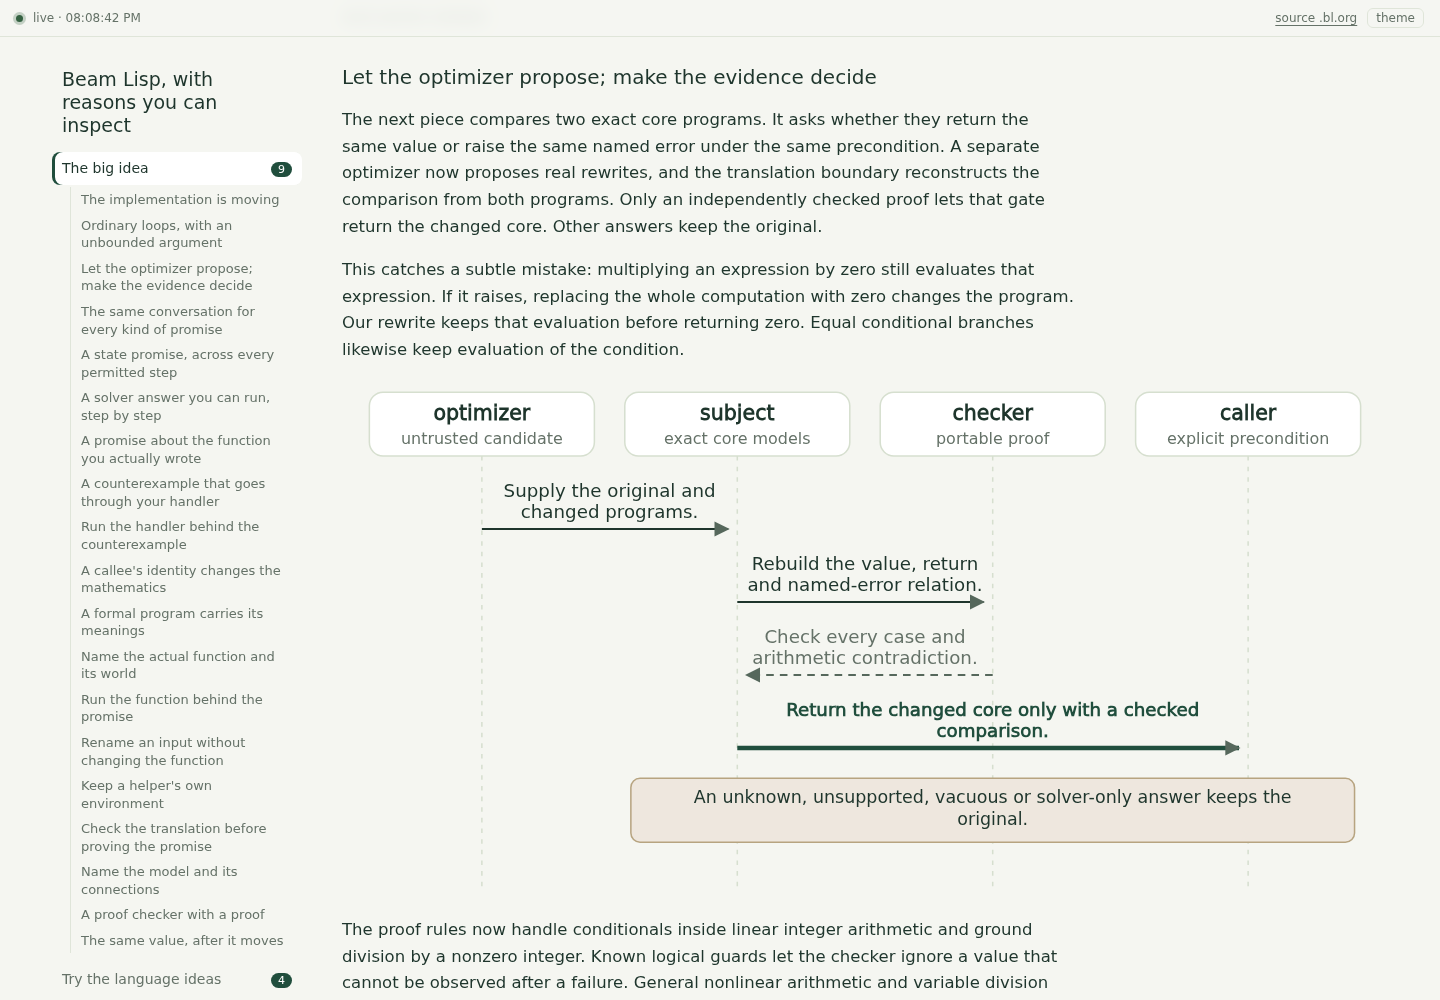 live · 08:08:42 PM
source .bl.org
theme
Beam Lisp, with
reasons you can
inspect
The big idea
9
The implementation is moving
Ordinary loops, with an
unbounded argument
Let the optimizer propose;
make the evidence decide
The same conversation for
every kind of promise
A state promise, across every
permitted step
A solver answer you can run,
step by step
A promise about the function
you actually wrote
A counterexample that goes
through your handler
Run the handler behind the
counterexample
A callee's identity changes the
mathematics
A formal program carries its
meanings
Name the actual function and
its world
Run the function behind the
promise
Rename an input without
changing the function
Keep a helper's own
environment
Check the translation before
proving the promise
Name the model and its
connections
A proof checker with a proof
The same value, after it moves
Try the language ideas
4
Let the optimizer propose; make the evidence decide
The next piece compares two exact core programs. It asks whether they return the
same value or raise the same named error under the same precondition. A separate
optimizer now proposes real rewrites, and the translation boundary reconstructs the
comparison from both programs. Only an independently checked proof lets that gate
return the changed core. Other answers keep the original.
This catches a subtle mistake: multiplying an expression by zero still evaluates that
expression. If it raises, replacing the whole computation with zero changes the program.
Our rewrite keeps that evaluation before returning zero. Equal conditional branches
likewise keep evaluation of the condition.
optimizer
untrusted candidate
subject
exact core models
checker
portable proof
caller
explicit precondition
Supply the original and
changed programs.
Rebuild the value, return
and named-error relation.
Check every case and
arithmetic contradiction.
Return the changed core only with a checked
comparison.
An unknown, unsupported, vacuous or solver-only answer keeps the
original.
The proof rules now handle conditionals inside linear integer arithmetic and ground
division by a nonzero integer. Known logical guards let the checker ignore a value that
cannot be observed after a failure. General nonlinear arithmetic and variable division